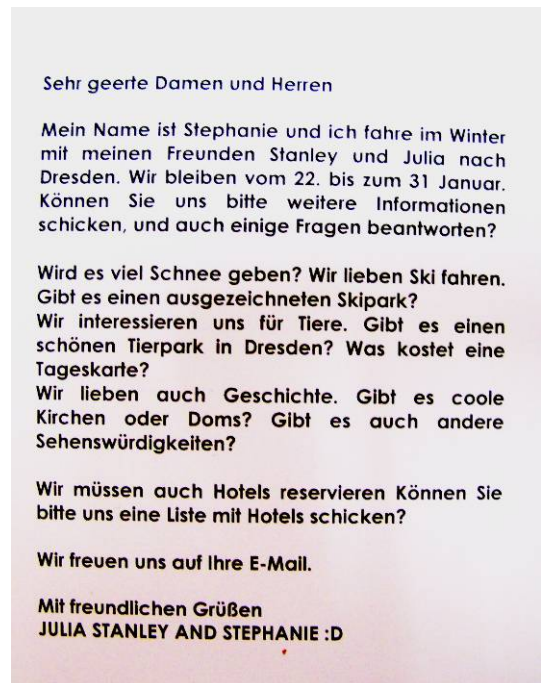 Sehr geerte Damen und Herren
Mein Name ist Stephanie und ich fahre im Winter
mit meinen Freunden Stanley und Julia nach
Dresden. Wir bleiben vom 22. bis zum 31 Januar.
Können Sie uns bitte weitere Informationen
schicken, und auch einige Fragen beantworten?
Wird es viel Schnee geben? Wir lieben Ski fahren.
Gibt es einen ausgezeichneten Skipark?
Wir interessieren uns für Tiere. Gibt es einen
schönen Tierpark in Dresden? Was kostet eine
Tageskarte?
Wir lieben auch Geschichte. Gibt es coole
Kirchen oder Doms? Gibt es auch andere
Sehenswürdigkeiten?
Wir müssen auch Hotels reservieren Können Sie
bitte uns eine Liste mit Hotels schicken?
Wir freuen uns auf Ihre E-Mail.
Mit freundlichen Grüßen
JULIA STANLEY AND STEPHANIE :D